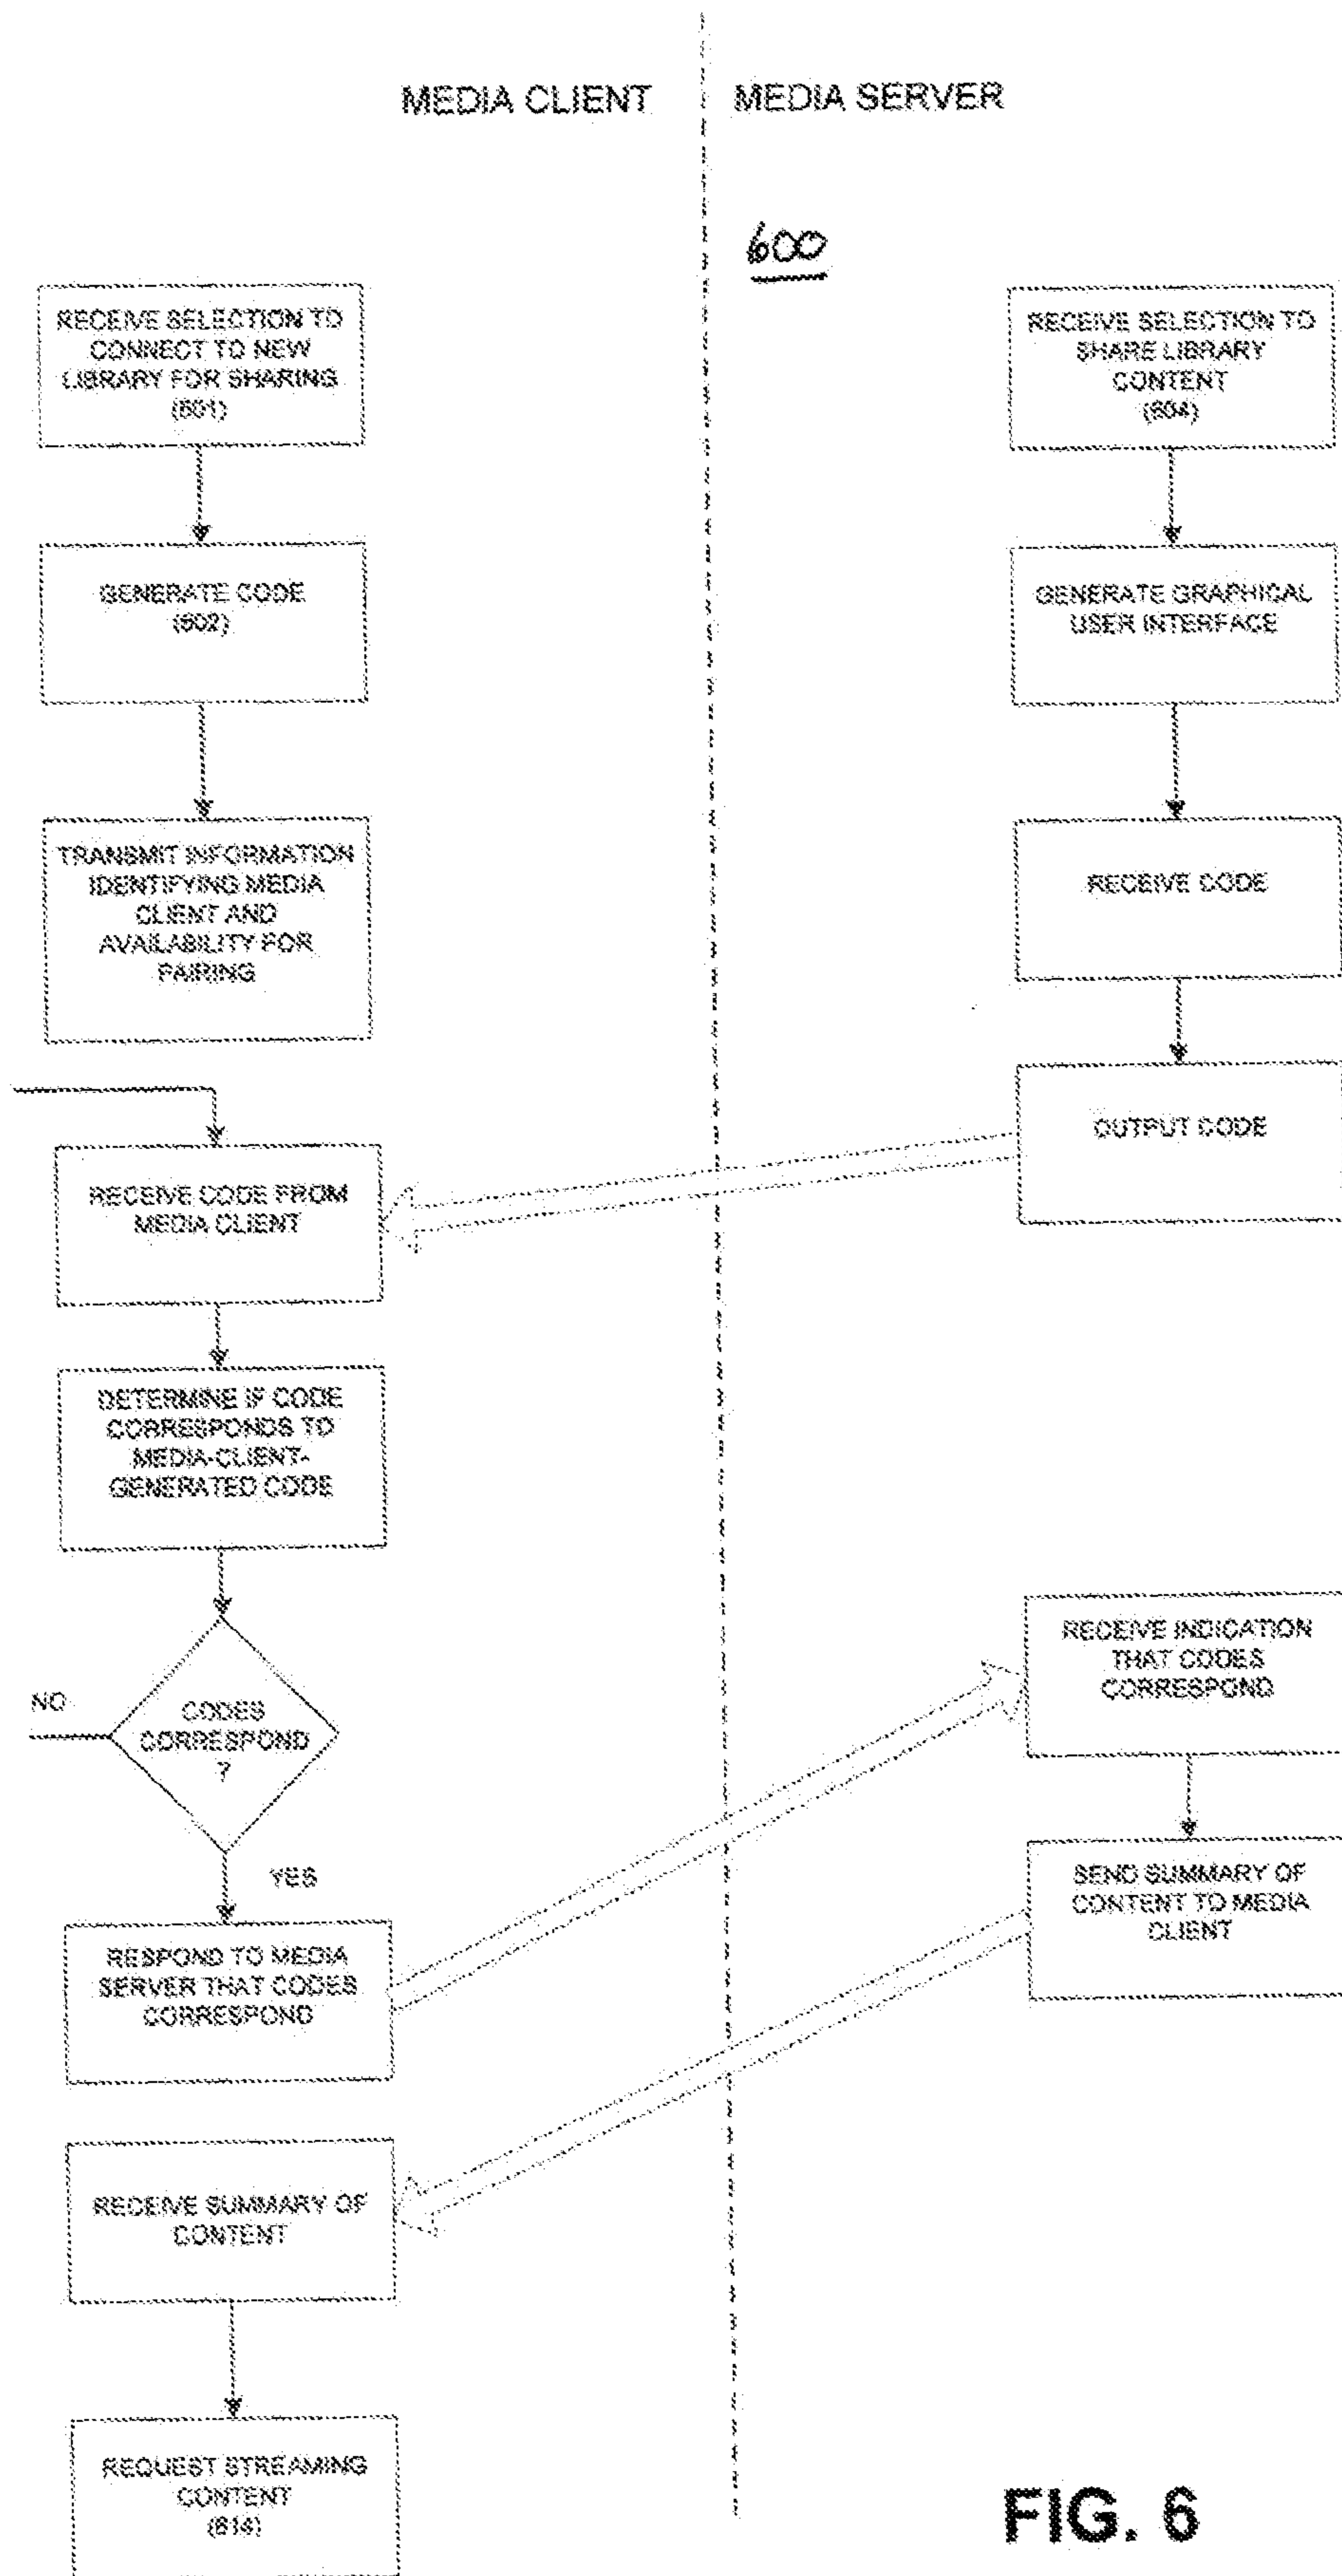 MEDIA CLIENT
MEDIA SERVER
600
RECEIVE SELECTION TO
CONNECT TO NEW
LIBRARY FOR SHARING
(601)
GENERATE CODE
(602)
TRANSMIT INFORMATION
IDENTIFYING MEDIA
CLIENT AND
AVAILABILITY FOR
PAIRING
RECEIVE SELECTION TO
SHARE LIBRARY
CONTENT
(604)
GENERATE GRAPHICAL
USER INTERFACE
RECEIVE CODE
OUTPUT CODE
RECEIVE CODE FROM
MEDIA CLIENT
DETERMINE IF CODE
CORRESPONDS TO
MEDIA-CLIENT-
GENERATED CODE
NO
CODES
CORRESPOND
?
YES
RESPOND TO MEDIA
SERVER THAT CODES
CORRESPOND
RECEIVE INDICATION
THAT CODES
CORRESPOND
SEND SUMMARY OF
CONTENT TO MEDIA
CLIENT
RECEIVE SUMMARY OF
CONTENT
REQUEST STREAMING
CONTENT
(614)
FIG. 6